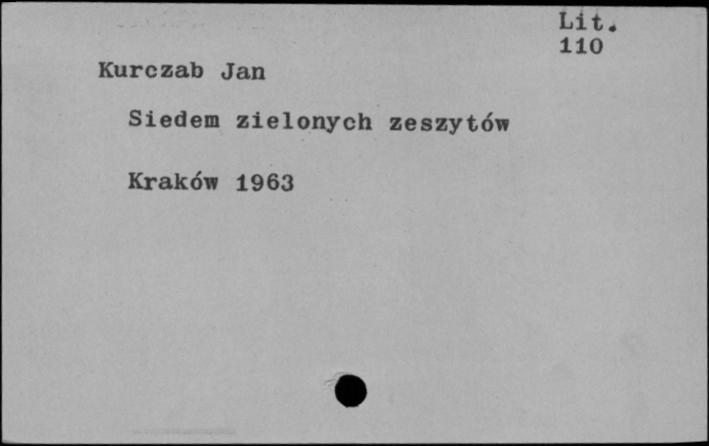 Lit.
110
Kurczab Jan
Siedem zielonych zeszytów
Kraków 1963